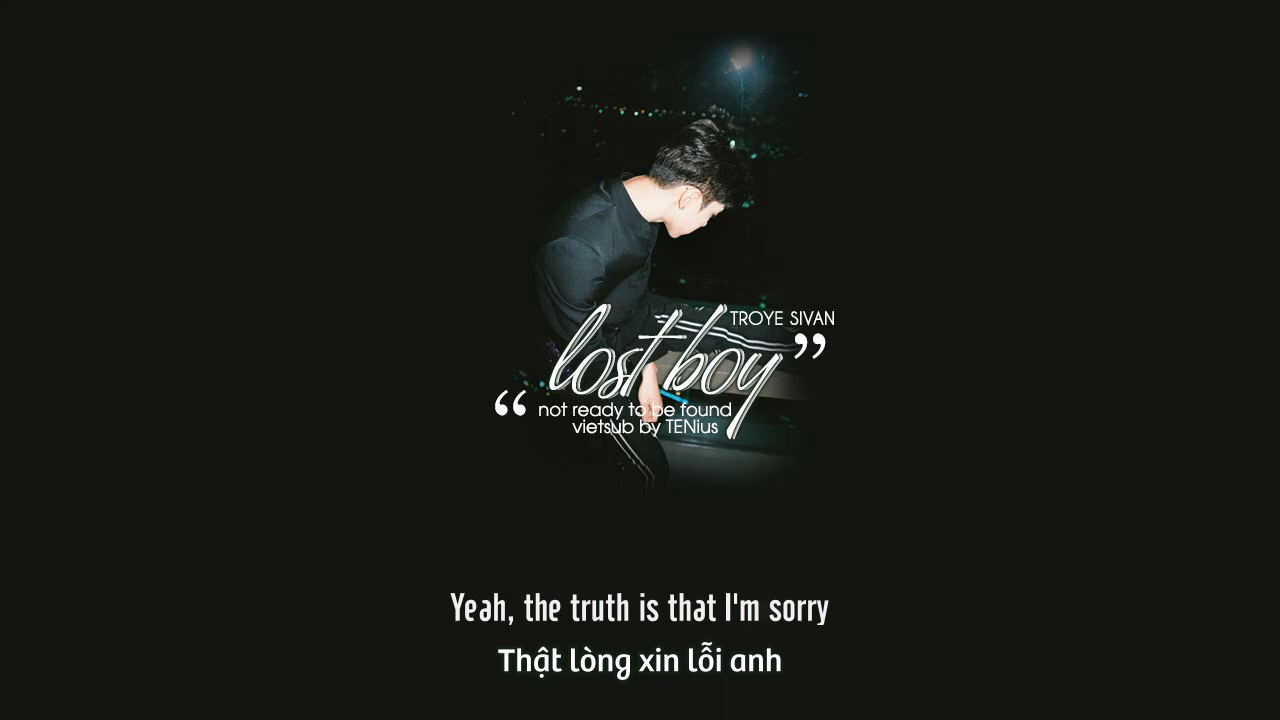 TROYE SIVAN
lost boy
“ ”
not ready to be found
vietsub by TENius
Yeah, the truth is that I'm sorry
Thật lòng xin lỗi anh